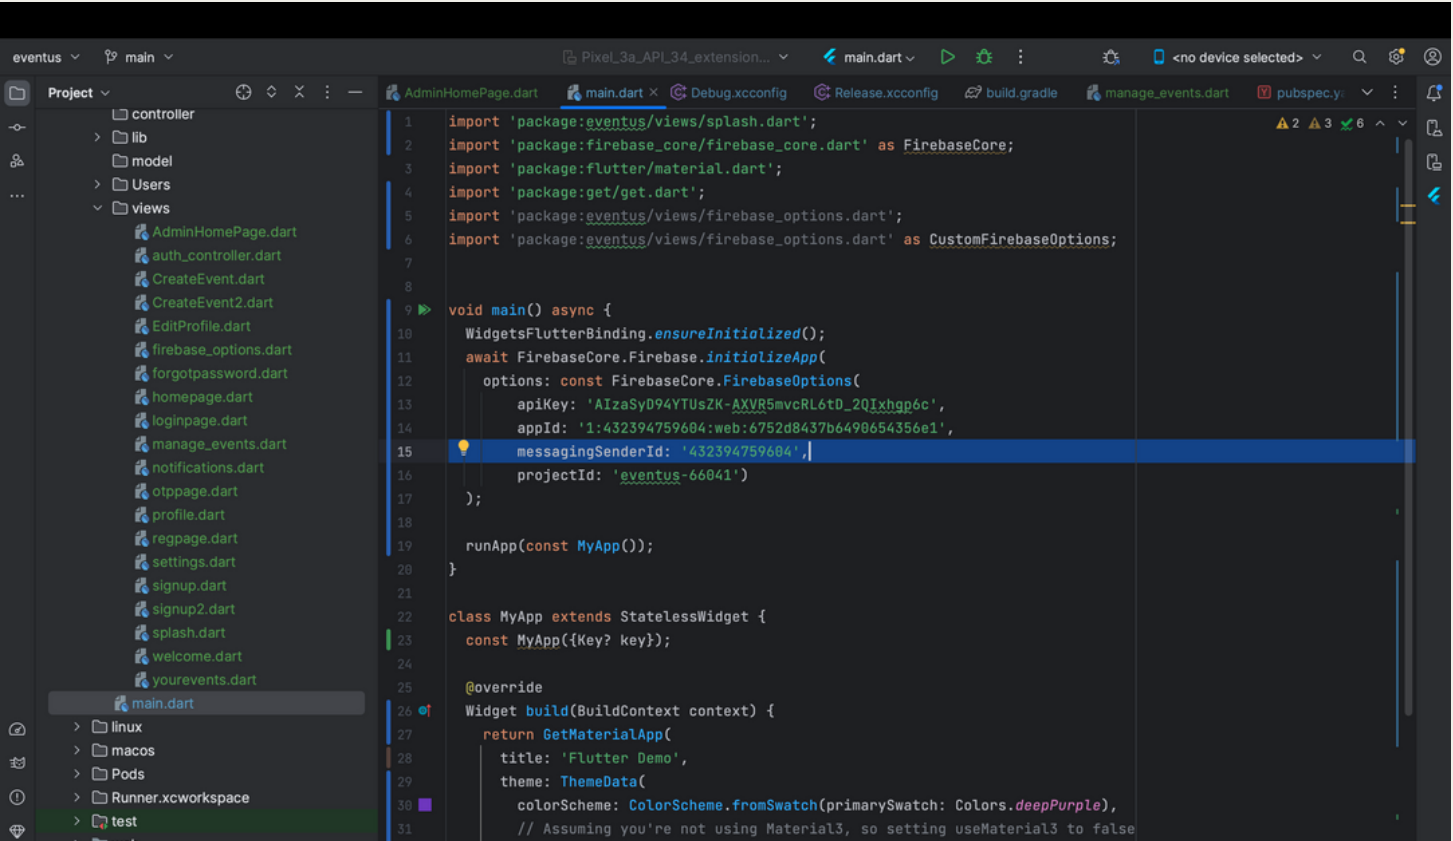 eventus main Pixel_3a_API_34_extension... main.dart <no device selected>
Project AdminHomePage.dart main.dart Debug.xcconfig Release.xcconfig build.gradle manage_events.dart pubspec.y
controller
lib
model
Users
views
AdminHomePage.dart
auth_controller.dart
CreateEvent.dart
CreateEvent2.dart
EditProfile.dart
firebase_options.dart
forgotpassword.dart
homepage.dart
loginpage.dart
manage_events.dart
notifications.dart
otppage.dart
profile.dart
regpage.dart
settings.dart
signup.dart
signup2.dart
splash.dart
welcome.dart
yourevents.dart
main.dart
linux
macos
Pods
Runner.xcworkspace
test
2 3 6
1 import 'package:eventus/views/splash.dart';
2 import 'package:firebase_core/firebase_core.dart' as FirebaseCore;
3 import 'package:flutter/material.dart';
4 import 'package:get/get.dart';
5 import 'package:eventus/views/firebase_options.dart';
6 import 'package:eventus/views/firebase_options.dart' as CustomFirebaseOptions;
7
8
9 void main() async {
10 WidgetsFlutterBinding.ensureInitialized();
11 await FirebaseCore.Firebase.initializeApp(
12 options: const FirebaseCore.FirebaseOptions(
13 apiKey: 'AIzaSyD94YTUsZK-AXVR5mvcRL6tD_2QIxhgp6c',
14 appId: '1:432394759604:web:6752d8437b6490654356e1',
15 messagingSenderId: '432394759604',
16 projectId: 'eventus-66041')
17 );
18
19 runApp(const MyApp());
20 }
21
22 class MyApp extends StatelessWidget {
23 const MyApp({Key? key});
24
25 @override
26 Widget build(BuildContext context) {
27 return GetMaterialApp(
28 title: 'Flutter Demo',
29 theme: ThemeData(
30 colorScheme: ColorScheme.fromSwatch(primarySwatch: Colors.deepPurple),
31 // Assuming you're not using Material3, so setting useMaterial3 to false